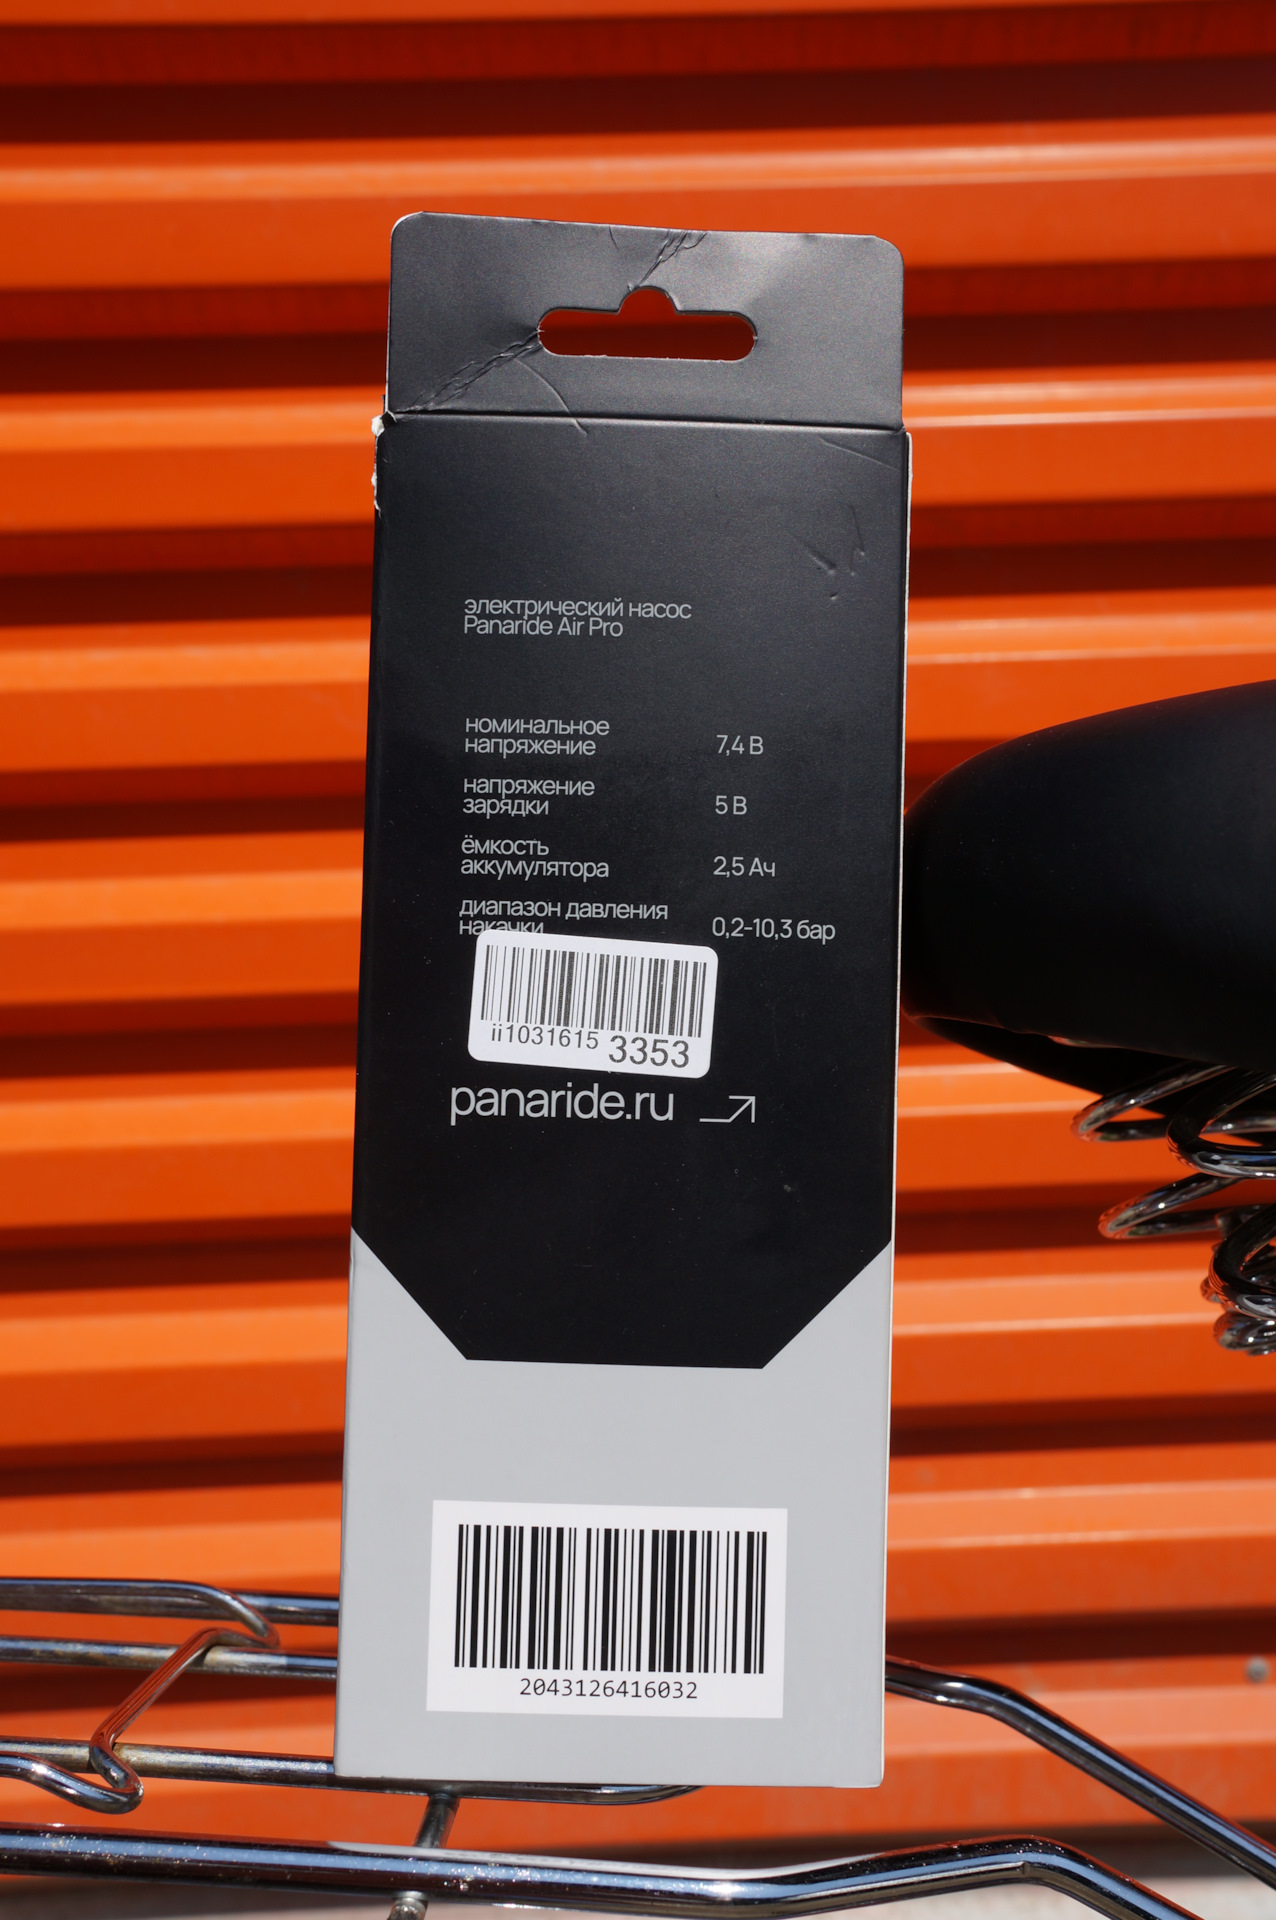 электрический насос
Panaride Air Pro
номинальное
напряжение 7,4 В
напряжение
зарядки 5 В
ёмкость
аккумулятора 2,5 Ач
диапазон давления
накачки 0,2-10,3 бар
ii1031615 3353
panaride.ru
2043126416032